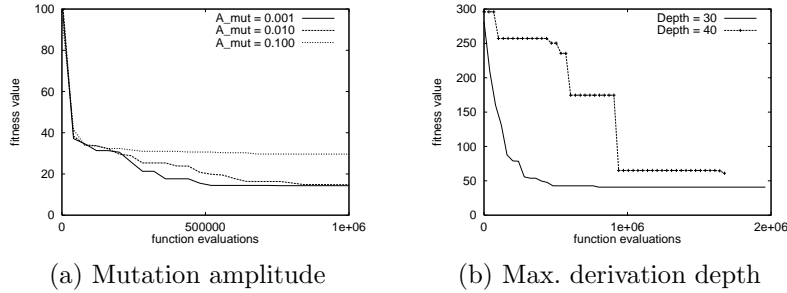 100
80
60
40
20
0
fitness value
A_mut = 0.001
A_mut = 0.010
A_mut = 0.100
0
500000
1e+06
function evaluations
(a) Mutation amplitude
300
250
200
150
100
50
0
fitness value
Depth = 30
Depth = 40
0
1e+06
2e+06
function evaluations
(b) Max. derivation depth